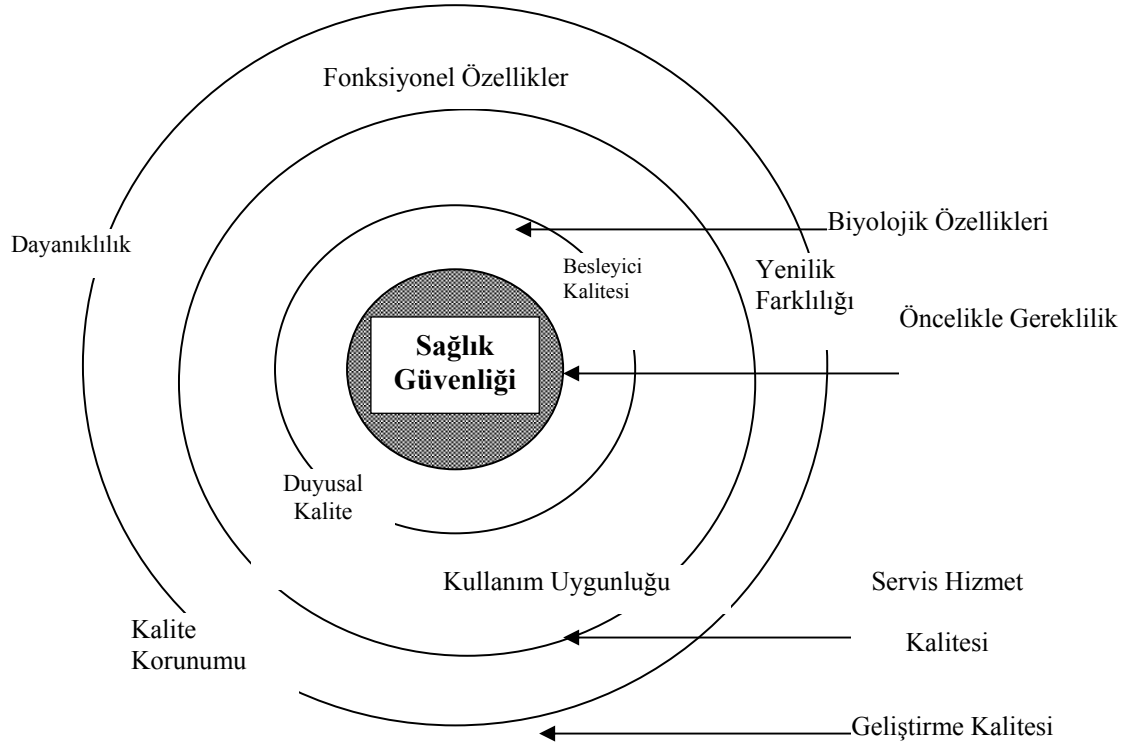 Fonksiyonel Özellikler
Dayanıklılık
Biyolojik Özellikleri
Besleyici
Kalitesi
Yenilik
Farklılığı
Öncelikle Gereklilik
Sağlık
Güvenliği
Duyusal
Kalite
Kullanım Uygunluğu
Servis Hizmet
Kalitesi
Kalite
Korunumu
Geliştirme Kalitesi